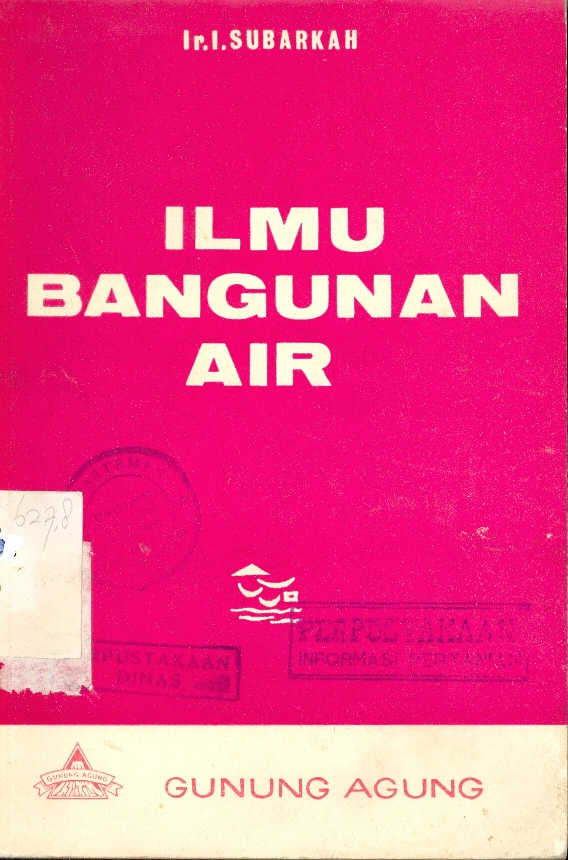 Ir. I. SUBARKAH
ILMU
BANGUNAN
AIR
627,8
PERPUSTAKAAN
INFORMASI PERTANIAN
PUSTAKAAN
DINAS
GUNUNG AGUNG
GUNUNG AGUNG